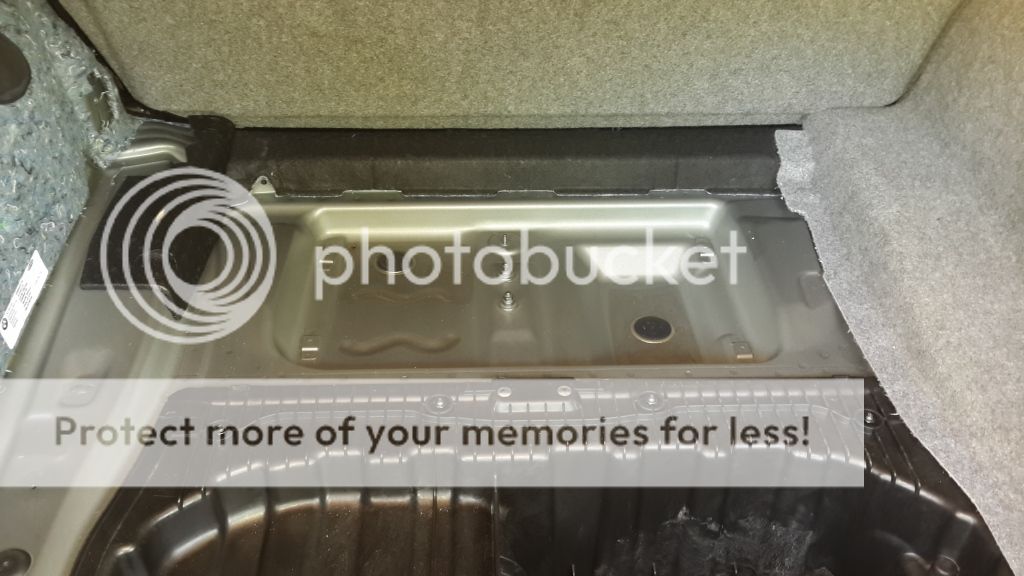 photobucket
Protect more of your memories for less!